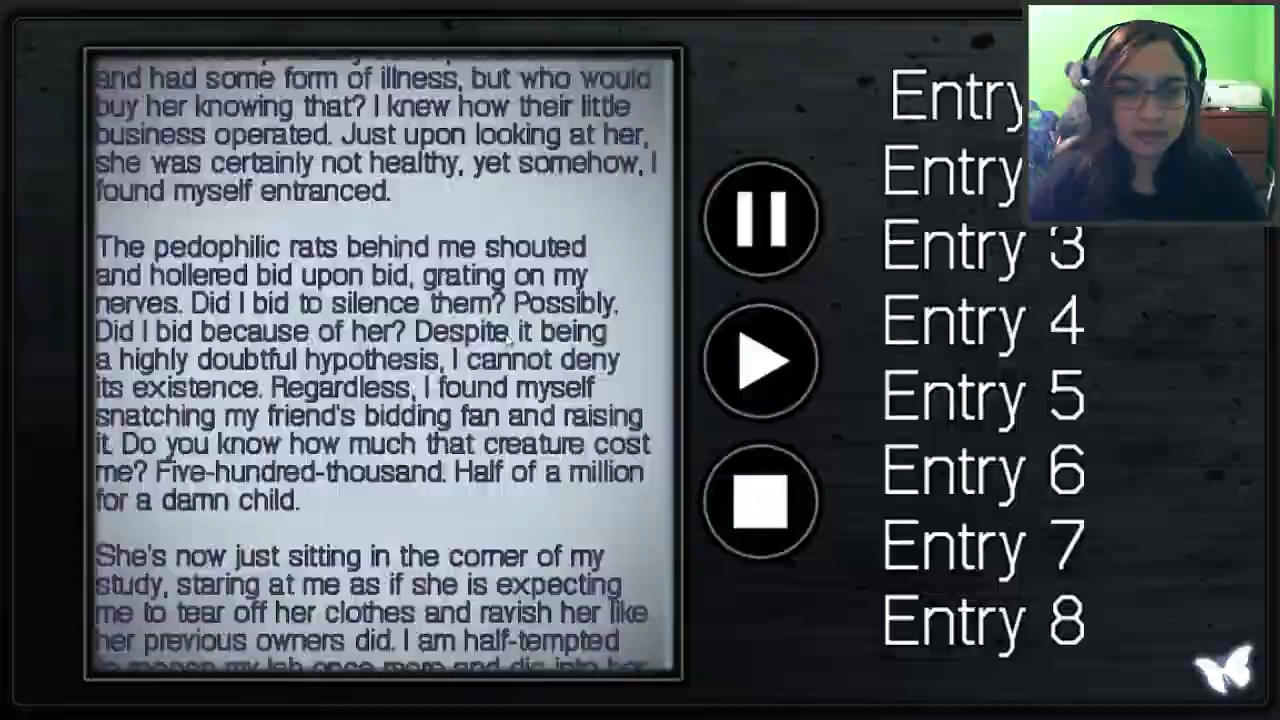 and had some form of illness, but who would
buy her knowing that? I knew how their little
business operated. Just upon looking at her,
she was certainly not healthy, yet somehow, I
found myself entranced.
The pedophilic rats behind me shouted
and hollered bid upon bid, grating on my
nerves. Did I bid to silence them? Possibly.
Did I bid because of her? Despite it being
a highly doubtful hypothesis, I cannot deny
its existence. Regardless, I found myself
snatching my friend's bidding fan and raising
it. Do you know how much that creature cost
me? Five-hundred-thousand. Half of a million
for a damn child.
She's now just sitting in the corner of my
study, staring at me as if she is expecting
me to tear off her clothes and ravish her like
her previous owners did. I am half-tempted
Entry
Entry
Entry 3
Entry 4
Entry 5
Entry 6
Entry 7
Entry 8